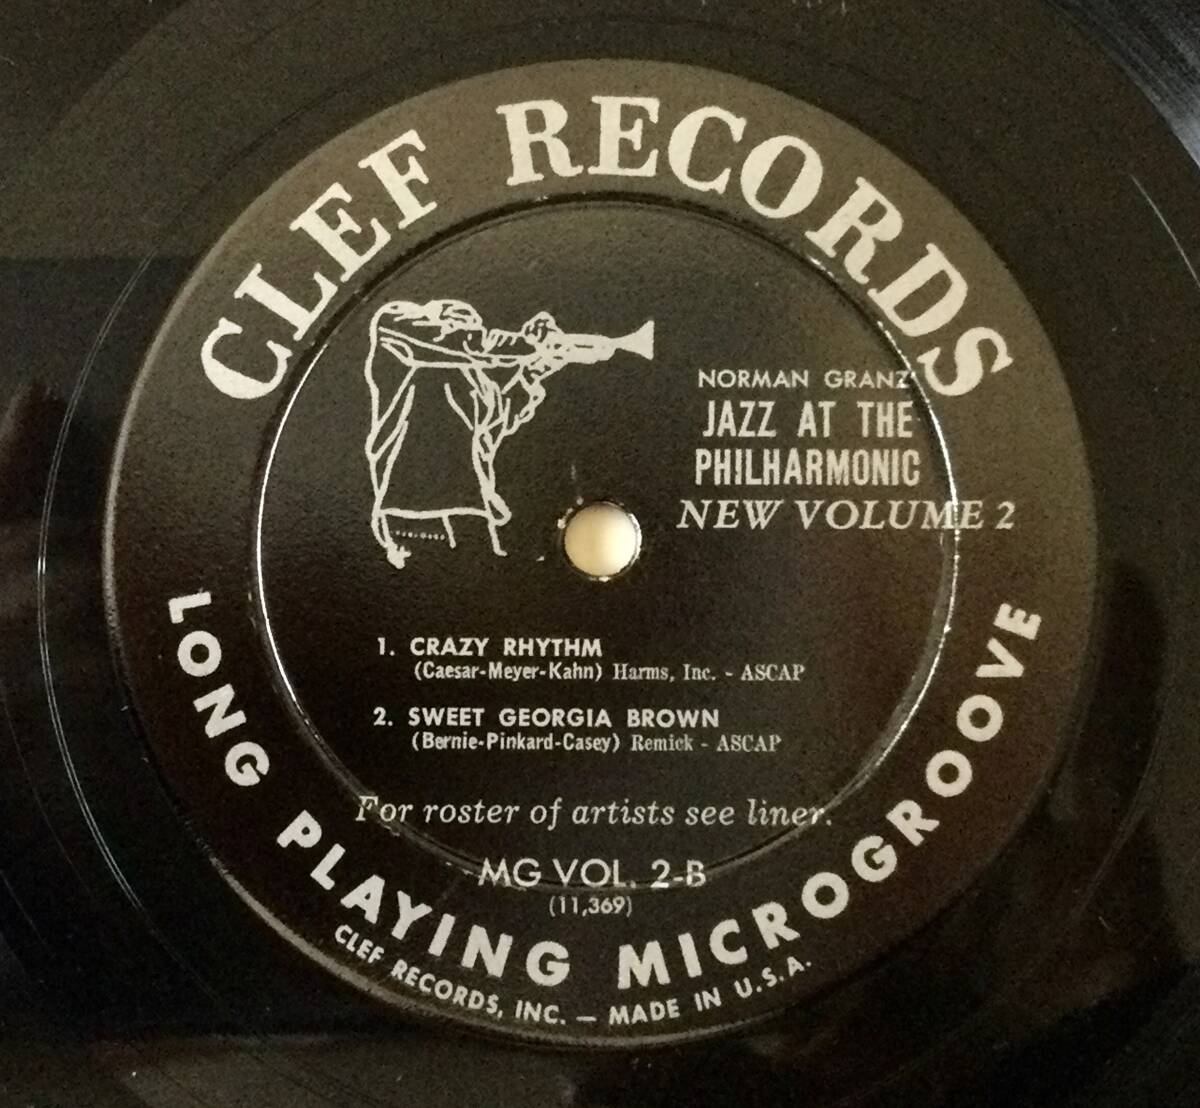 CLEF RECORDS
NORMAN GRANZ'
JAZZ AT THE
PHILHARMONIC
NEW VOLUME 2
1. CRAZY RHYTHM
(Caesar-Meyer-Kahn) Harms, Inc. - ASCAP
2. SWEET GEORGIA BROWN
(Bernie-Pinkard-Casey) Remick - ASCAP
For roster of artists see liner.
MG VOL. 2-B
(11,369)
LONG PLAYING MICROGROOVE
CLEF RECORDS, INC. — MADE IN U.S.A.